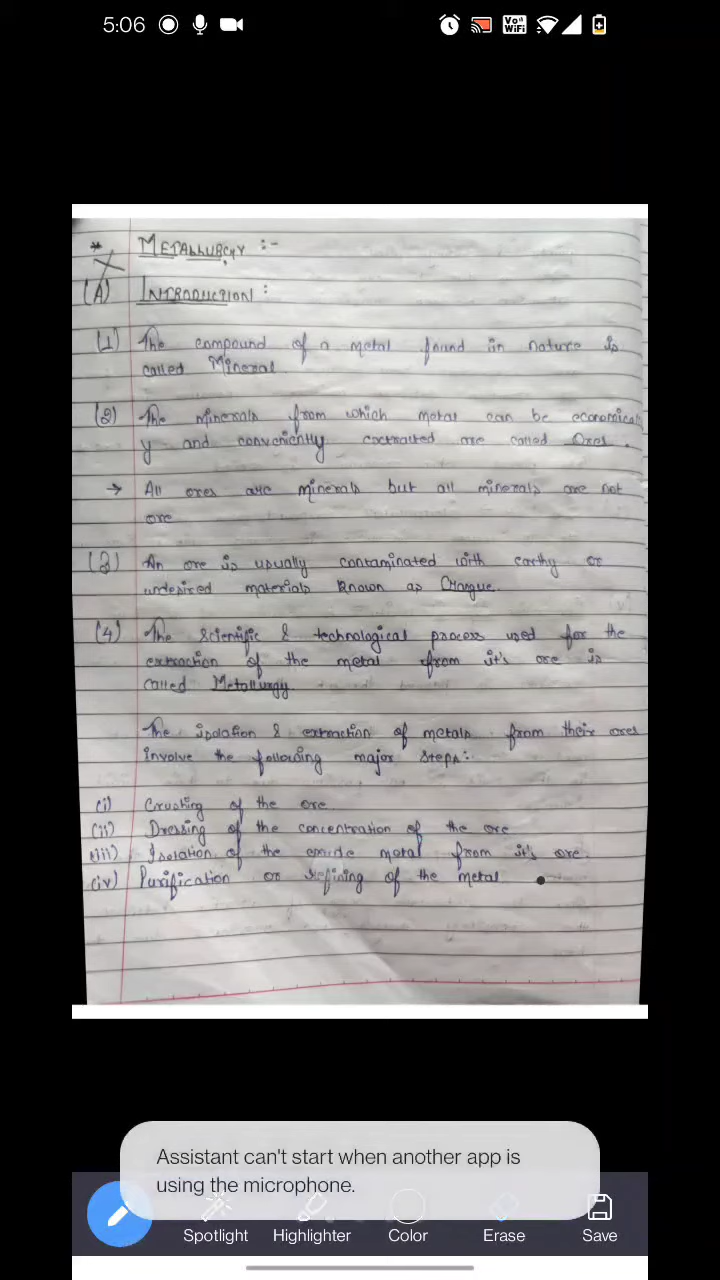 5:06
Vo))
WiFi
* METALLURGY :-
(A) INTRODUCTION :
(1) The compound of a metal found in nature is
called Mineral.
(2) The minerals from which metal can be economicall
y and conveniently extracted are called Ores.
→ All ores are minerals but all minerals are not
ore
(3) An ore is usually contaminated with earthy or
undesired materials known as Gangue.
(4) The scientific & technological process used for the
extraction of the metal from it's ore is
called Metallurgy.
The isolation & extraction of metals from their ores
involve the following major steps:-
(i) Crushing of the ore.
(ii) Dressing of the concentration of the ore
(iii) Isolation of the crude metal from it's ore.
(iv) Purification or refining of the metal
Assistant can't start when another app is
using the microphone.
Spotlight Highlighter Color Erase Save